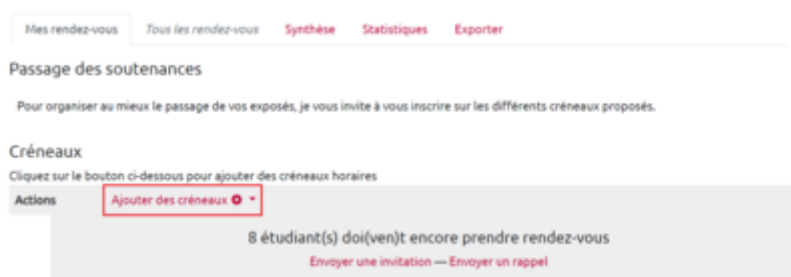 Mes rendez-vous Tous les rendez-vous Synthèse Statistiques Exporter
Passage des soutenances
Pour organiser au mieux le passage de vos exposés, je vous invite à vous inscrire sur les différents créneaux proposés.
Créneaux
Cliquez sur le bouton ci-dessous pour ajouter des créneaux horaires
Actions Ajouter des créneaux
8 étudiant(s) doi(ven)t encore prendre rendez-vous
Envoyer une invitation — Envoyer un rappel